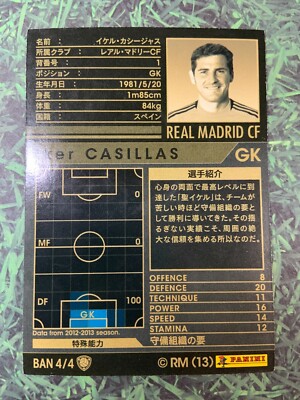 名前 : イケル・カシージャス
所属クラブ : レアル・マドリーCF
背番号 : 1
ポジション : GK
生年月日 : 1981/5/20
身長 : 1m85cm
体重 : 84kg
国籍 : スペイン
REAL MADRID CF
CASILLAS GK
選手紹介
心身の両面で最高レベルに到
達した「聖イケル」は、チームが
苦しい時ほど守備組織の要と
して勝利に導いてきた。その揺
るぎない実績こそ、周囲の絶
大な信頼を集める所以なのだ。
FW 0
MF 0
DF 100
GK
Data from 2012-2013 season.
特殊能力
OFFENCE 8
DEFENCE 20
TECHNIQUE 11
POWER 16
SPEED 14
STAMINA 12
守備組織の要
BAN 4/4
© RM (13) PANINI